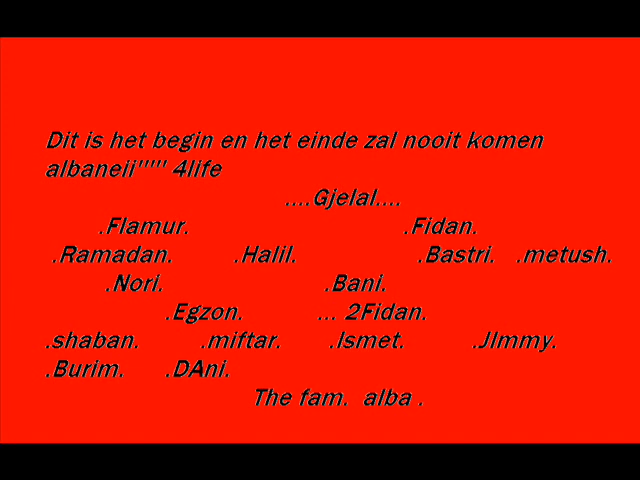 Dit is het begin en het einde zal nooit komen
albaneii''''' 4life
....Gjelal....
.Flamur. .Fidan.
.Ramadan. .Halil. .Bastri. .metush.
.Nori. .Bani.
.Egzon. ... 2Fidan.
.shaban. .miftar. .Ismet. .JImmy.
.Burim. .DAni.
The fam. alba .